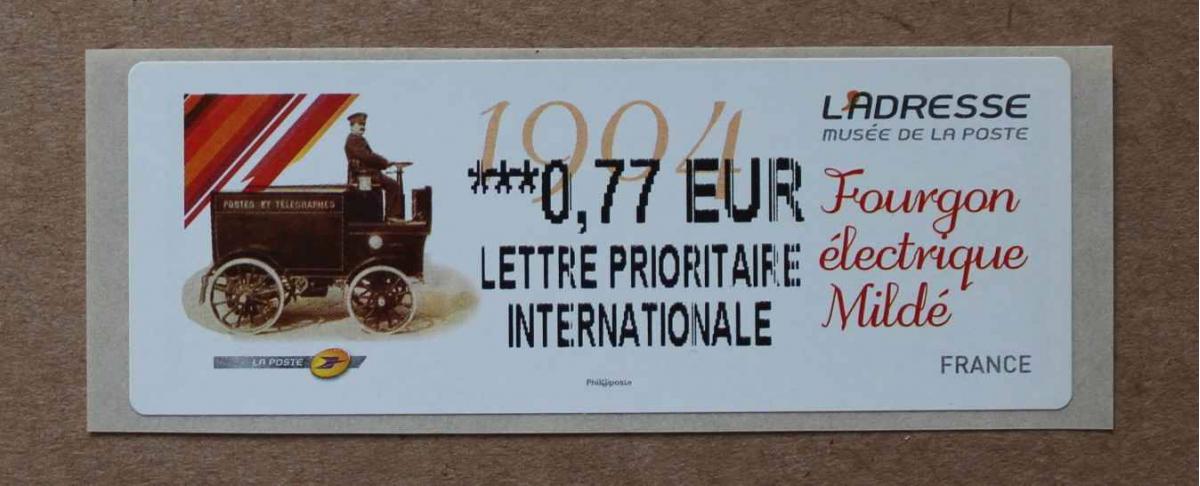 POSTES ET TÉLÉGRAPHES
LA POSTE
1904
***0,77 EUR
LETTRE PRIORITAIRE
INTERNATIONALE
Phil@poste
L'ADRESSE
MUSÉE DE LA POSTE
Fourgon
électrique
Mildé
FRANCE